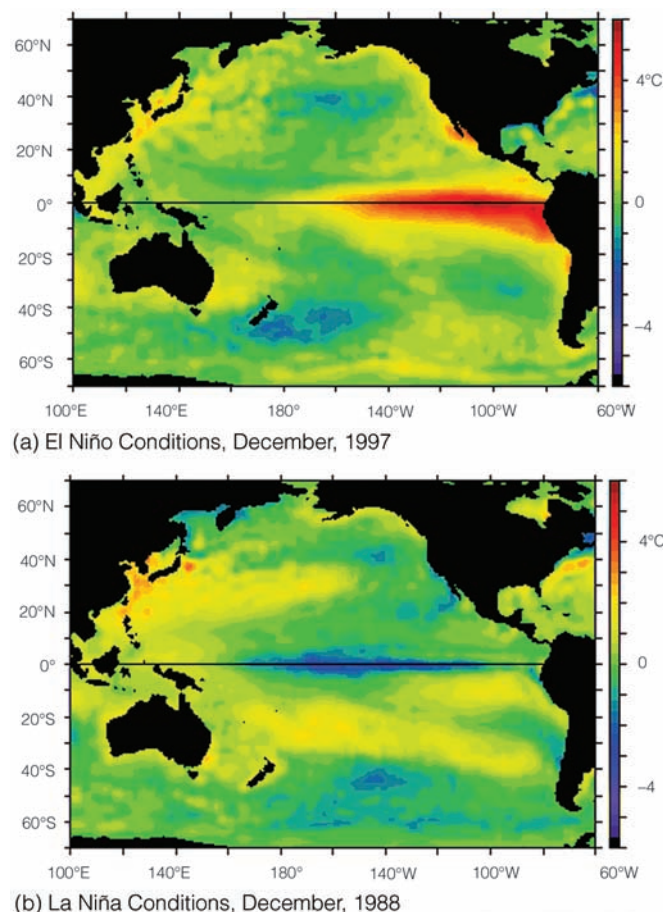 60°N
40°N
20°N
0°
20°S
40°S
60°S
100°E 140°E 180° 140°W 100°W 60°W
4°C
0
−4
(a) El Niño Conditions, December, 1997
60°N
40°N
20°N
0°
20°S
40°S
60°S
100°E 140°E 180° 140°W 100°W 60°W
4°C
0
−4
(b) La Niña Conditions, December, 1988